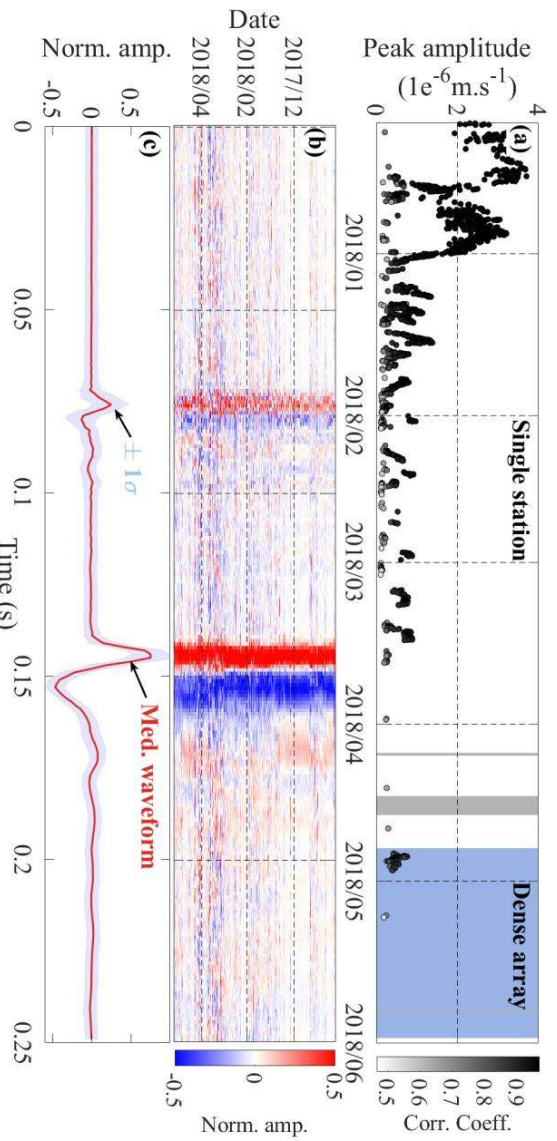 (a)
Peak amplitude
(1e⁻⁶m.s⁻¹)
0
2
4
Single station
Dense array
2018/01
2018/02
2018/03
2018/04
2018/05
2018/06
0.5
0.6
0.7
0.8
0.9
Corr. Coeff.
(b)
Date
2018/04
2018/02
2017/12
-0.5
0
0.5
Norm. amp.
(c)
Norm. amp.
-0.5
0
0.5
± 1σ
Med. waveform
0
0.05
0.1
0.15
0.2
0.25
Time (s)